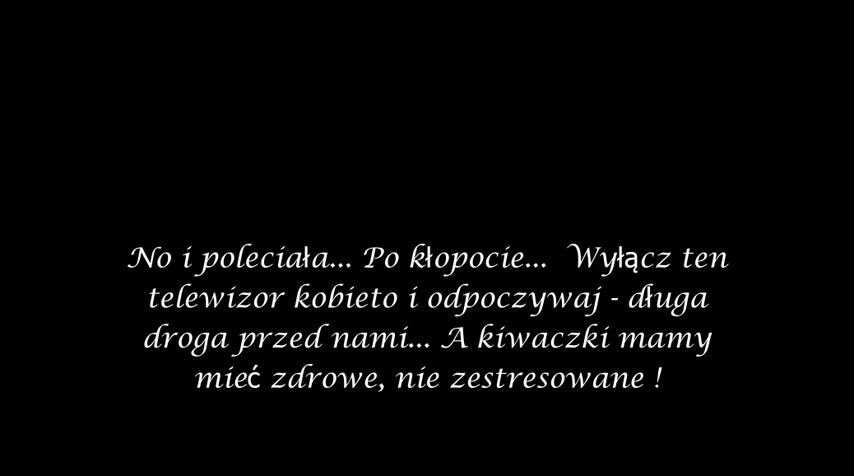 No i poleciała... Po kłopocie...  Wyłącz ten
telewizor kobieto i odpoczywaj - długa
droga przed nami... A kiwaczki mamy
mieć zdrowe, nie zestresowane !